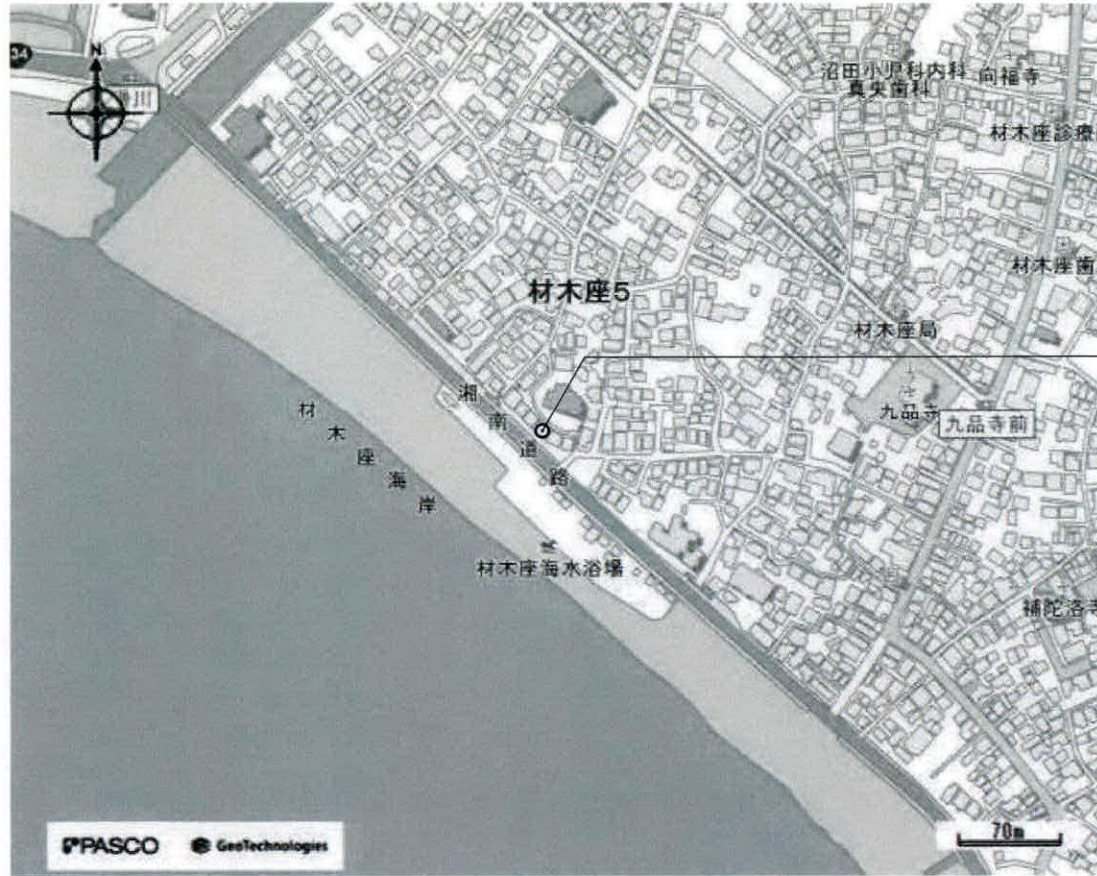 34
N
沼田小児科内科
向福寺
真央歯科
材木座診療
材木座歯
材木座5
材木座局
九品寺
九品寺前
湘南道路
材木座海岸
材木座海水浴場
補陀洛寺
70m
PASCO
GeoTechnologies